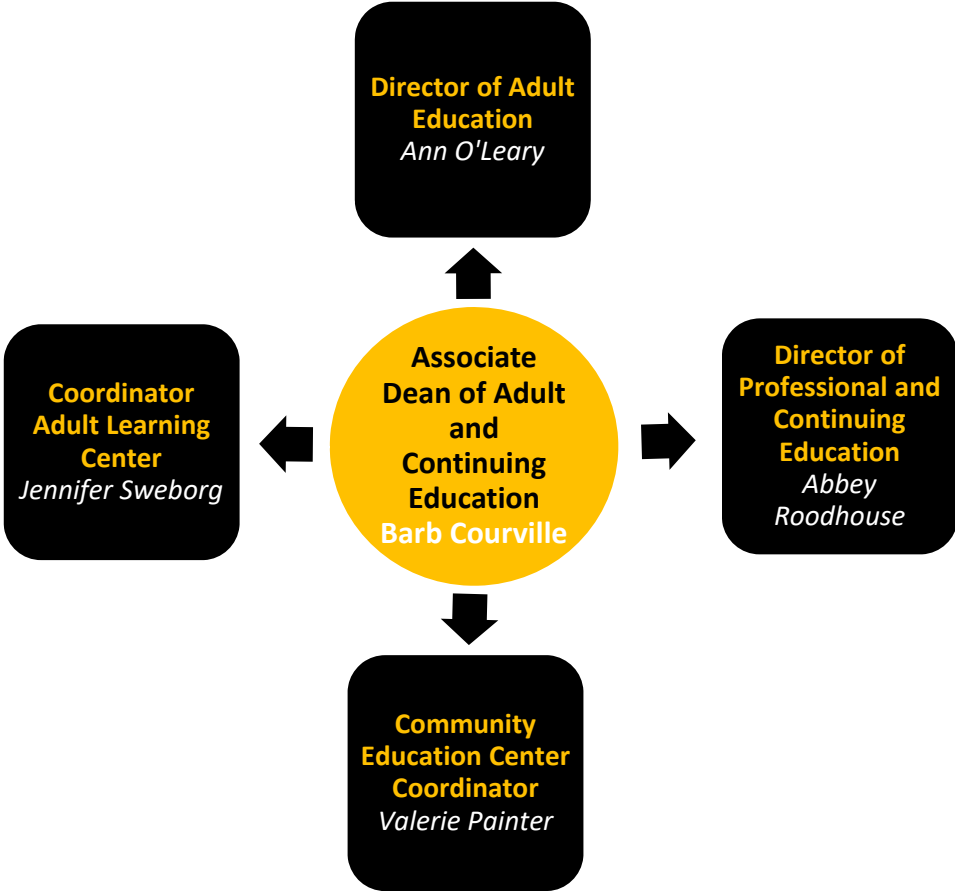 Director of Adult
Education
Ann O'Leary
Coordinator
Adult Learning
Center
Jennifer Sweborg
Associate
Dean of Adult
and
Continuing
Education
Barb Courville
Director of
Professional and
Continuing
Education
Abbey
Roodhouse
Community
Education Center
Coordinator
Valerie Painter